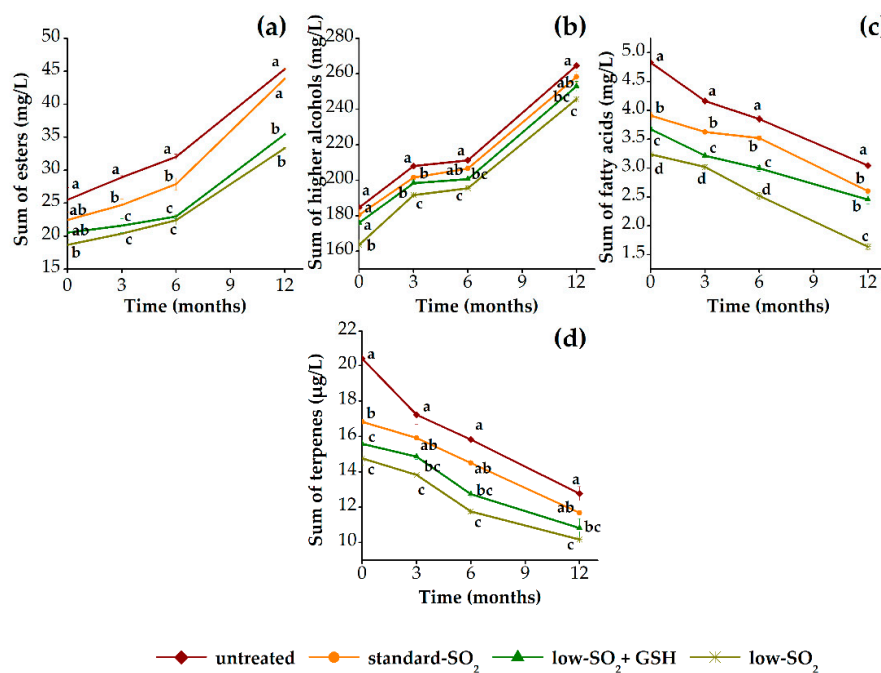 (a)
Sum of esters (mg/L)
50
45
40
35
30
25
20
15
0 3 6 9 12
Time (months)
a a a a
ab b b a
ab c c b
b c c b
(b)
Sum of higher alcohols (mg/L)
280
260
240
220
200
180
160
0 3 6 9 12
Time (months)
a a a a
a b ab ab
a b bc bc
b c c c
(c)
Sum of fatty acids (mg/L)
5.0
4.5
4.0
3.5
3.0
2.5
2.0
1.5
0 3 6 9 12
Time (months)
a a a a
b b b b
c c c b
d d d c
(d)
Sum of terpenes (µg/L)
22
20
18
16
14
12
10
0 3 6 9 12
Time (months)
a a a a
b ab ab ab
c bc bc bc
c c c c
untreated standard-SO₂ low-SO₂+ GSH low-SO₂